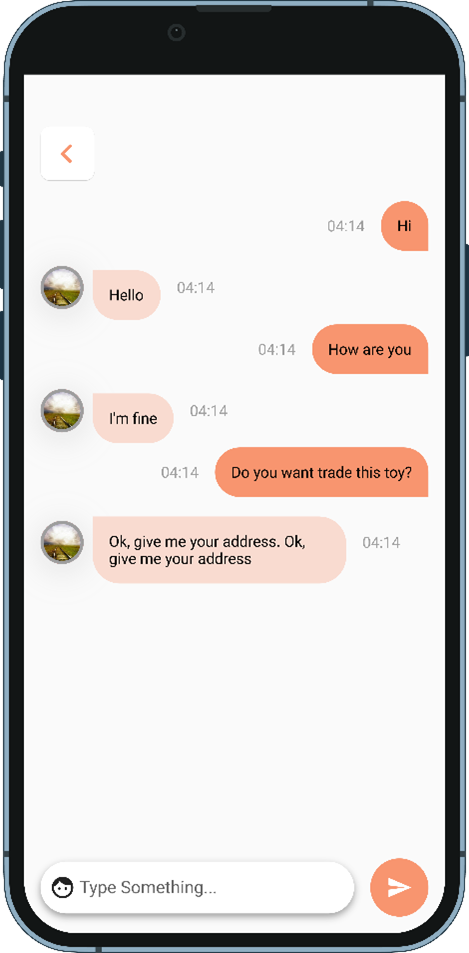 04:14 Hi
Hello 04:14
04:14 How are you
I'm fine 04:14
04:14 Do you want trade this toy?
Ok, give me your address. Ok, 04:14
give me your address
Type Something...